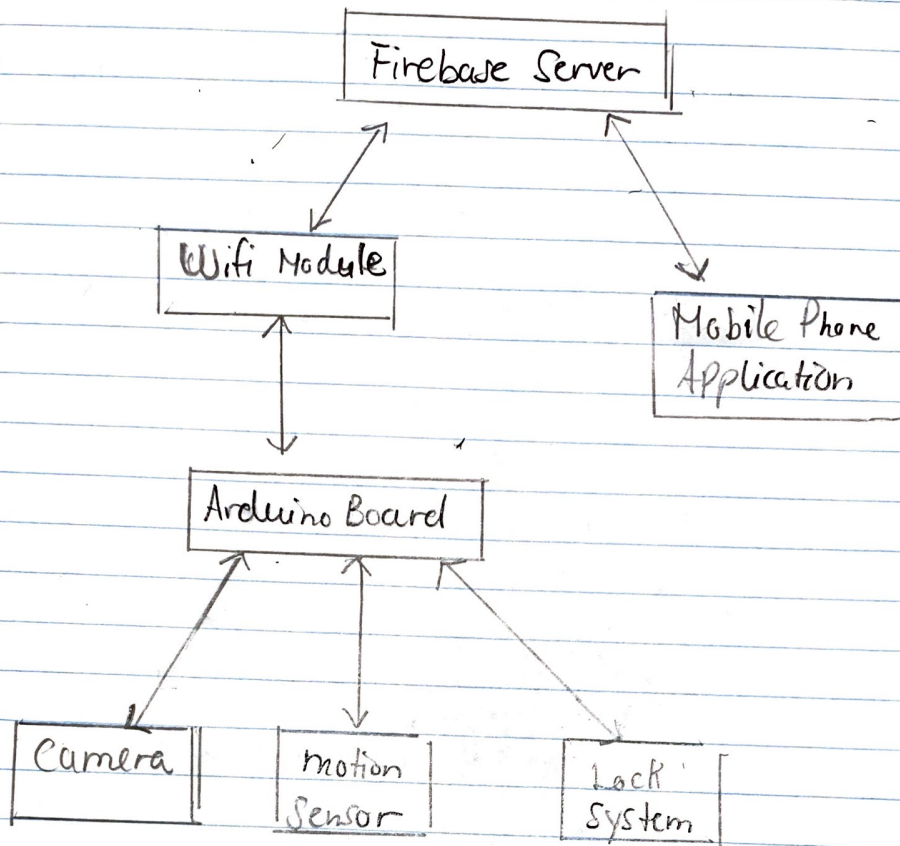 Firebase Server
Wifi Module
Mobile Phone
Application
Arduino Board
Camera
motion
Sensor
Lock
System